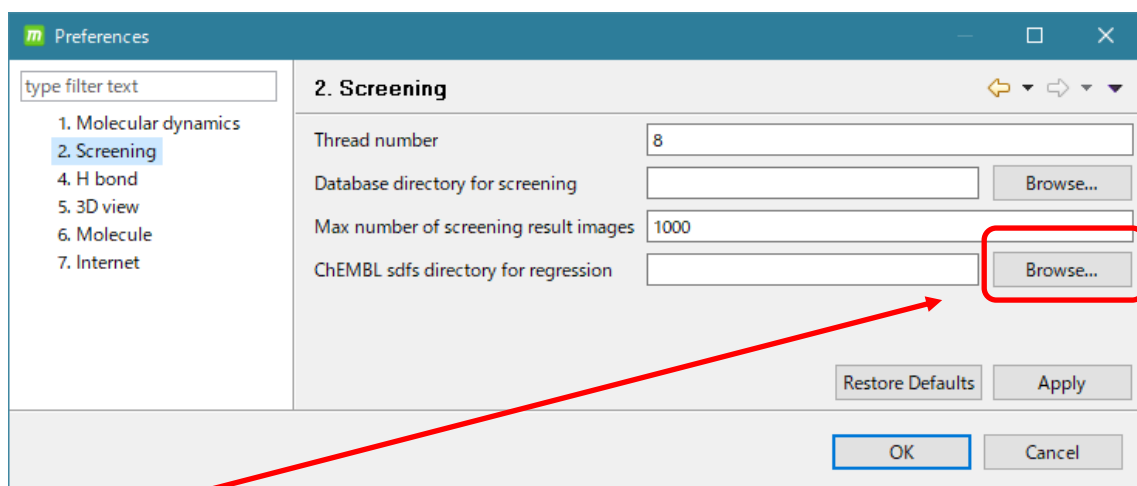 m Preferences
type filter text
1. Molecular dynamics
2. Screening
4. H bond
5. 3D view
6. Molecule
7. Internet
2. Screening
Thread number 8
Database directory for screening Browse...
Max number of screening result images 1000
ChEMBL sdfs directory for regression Browse...
Restore Defaults Apply
OK Cancel